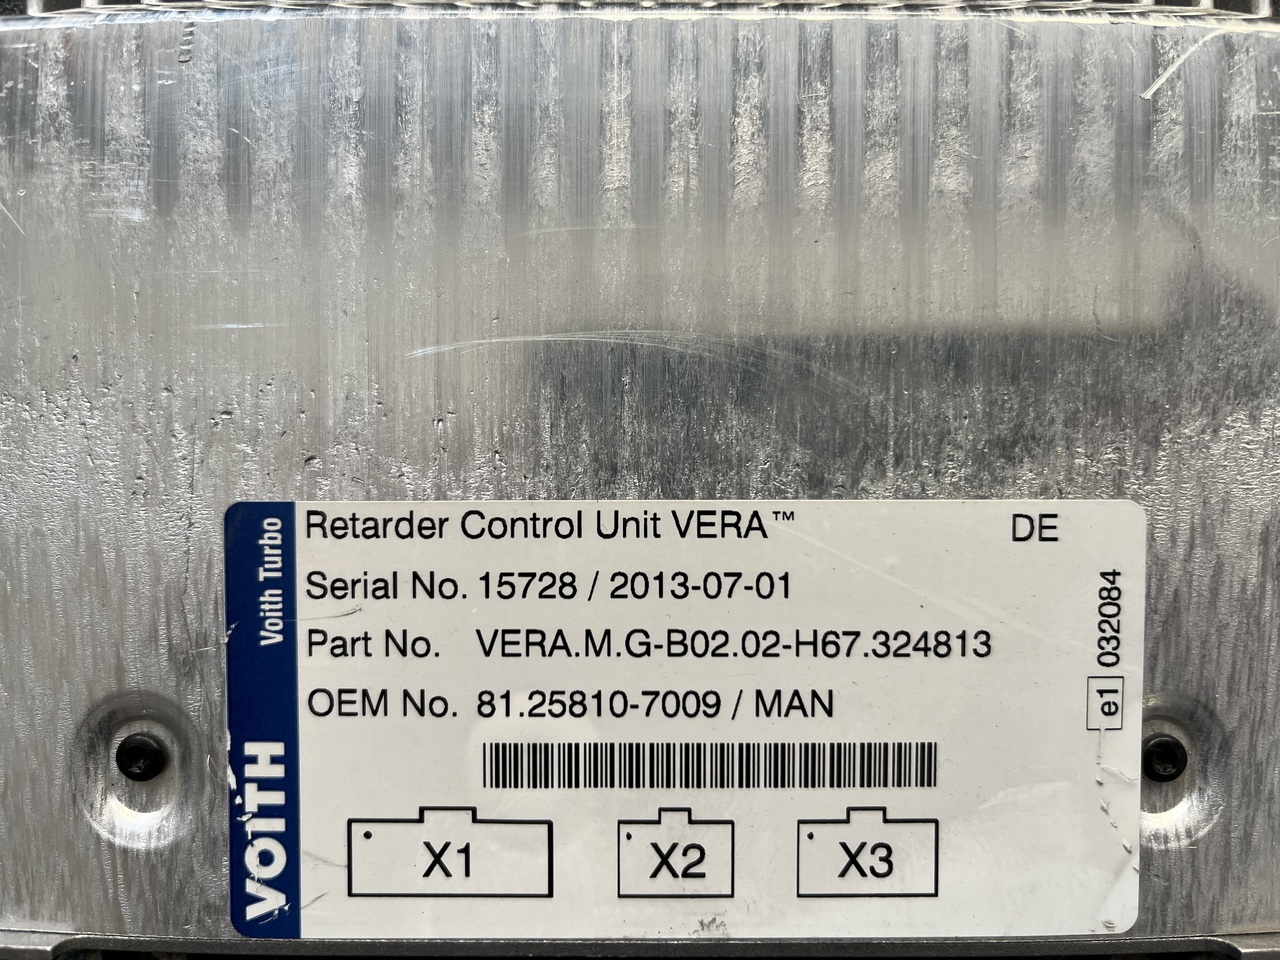 Retarder Control Unit VERA™ DE
Serial No. 15728 / 2013-07-01
Part No. VERA.M.G-B02.02-H67.324813
OEM No. 81.25810-7009 / MAN
X1 X2 X3
e1 032084
Voith Turbo
VOITH